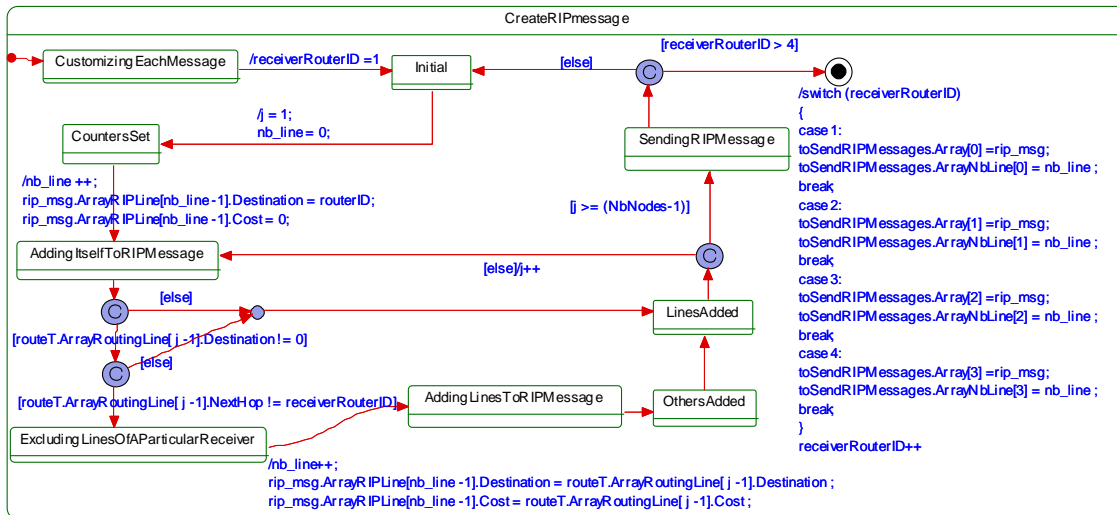 CreateRIPmessage
[receiverRouterID > 4]
CustomizingEachMessage
/receiverRouterID =1
Initial
[else]
C
/j = 1;
nb_line = 0;
CountersSet
SendingRIPMessage
/nb_line ++;
rip_msg.ArrayRIPLine[nb_line -1].Destination = routerID;
rip_msg.ArrayRIPLine[nb_line -1].Cost = 0;
[j >= (NbNodes-1)]
AddingItselfToRIPMessage
C
[else]/j++
C
[else]
LinesAdded
[routeT.ArrayRoutingLine[ j -1].Destination != 0]
C
[else]
[routeT.ArrayRoutingLine[ j -1].NextHop != receiverRouterID]
AddingLinesToRIPMessage
OthersAdded
ExcludingLinesOfAParticularReceiver
/nb_line++;
rip_msg.ArrayRIPLine[nb_line -1].Destination = routeT.ArrayRoutingLine[ j -1].Destination ;
rip_msg.ArrayRIPLine[nb_line -1].Cost = routeT.ArrayRoutingLine[ j -1].Cost ;
/switch (receiverRouterID)
{
case 1:
toSendRIPMessages.Array[0] =rip_msg;
toSendRIPMessages.ArrayNbLine[0] = nb_line ;
break;
case 2:
toSendRIPMessages.Array[1] =rip_msg;
toSendRIPMessages.ArrayNbLine[1] = nb_line ;
break;
case 3:
toSendRIPMessages.Array[2] =rip_msg;
toSendRIPMessages.ArrayNbLine[2] = nb_line ;
break;
case 4:
toSendRIPMessages.Array[3] =rip_msg;
toSendRIPMessages.ArrayNbLine[3] = nb_line ;
break;
}
receiverRouterID++